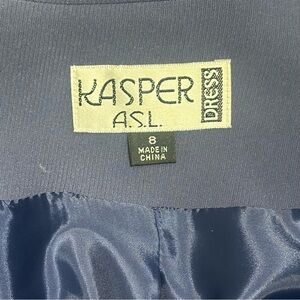 KASPER DRESS
A.S.L.
8
MADE IN
CHINA